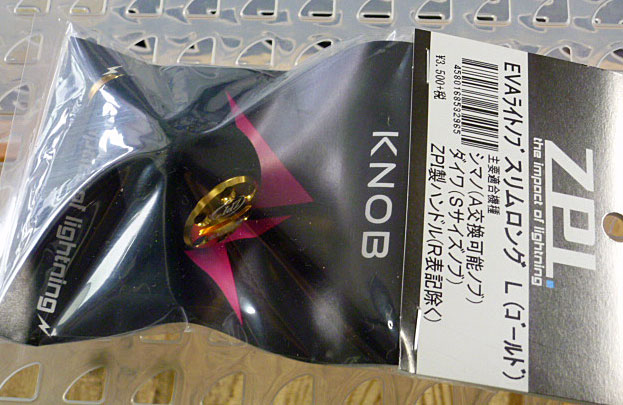 ZPI
the impact of lightning
EVAライトノブ スリムロング L(ゴールド)
主要適合機種
シマノ(A交換可能ノブ)
ダイワ(Sサイズノブ)
ZPI製ハンドル(R表記除く)
4580168532965
¥3,500+税
KNOB
lightning